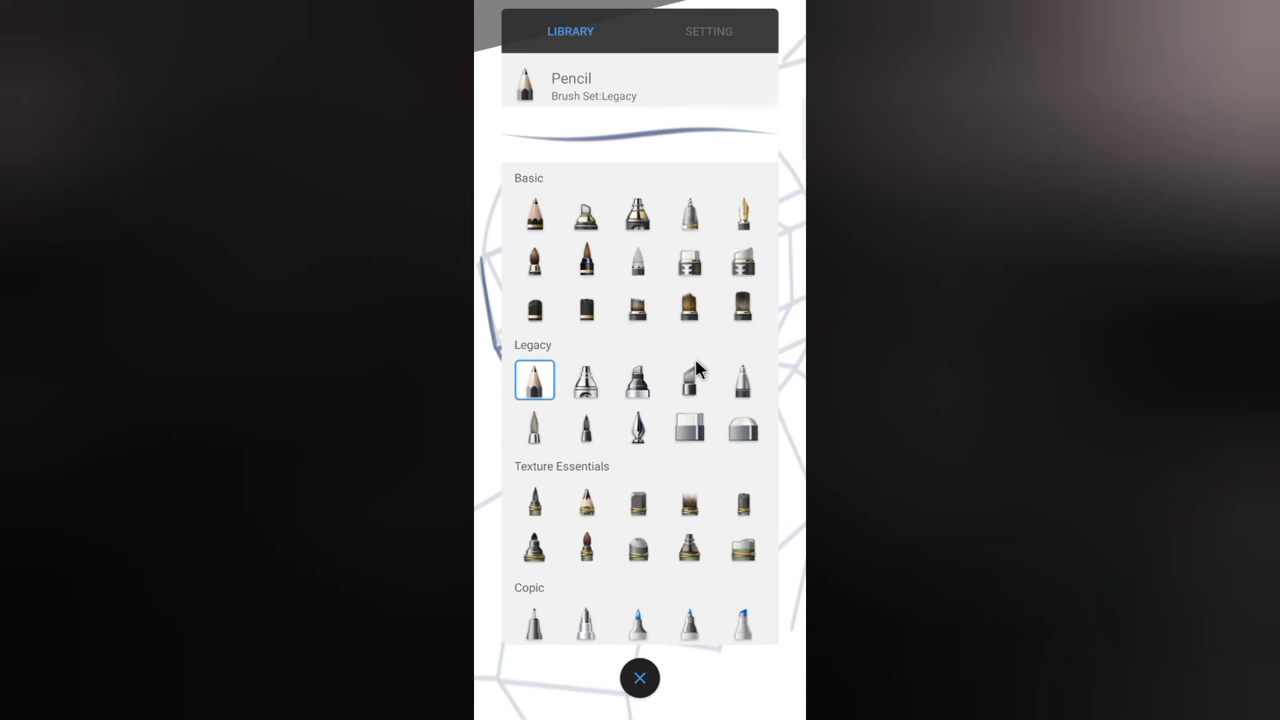 LIBRARY SETTING
Pencil
Brush Set:Legacy
Basic
Legacy
Texture Essentials
Copic